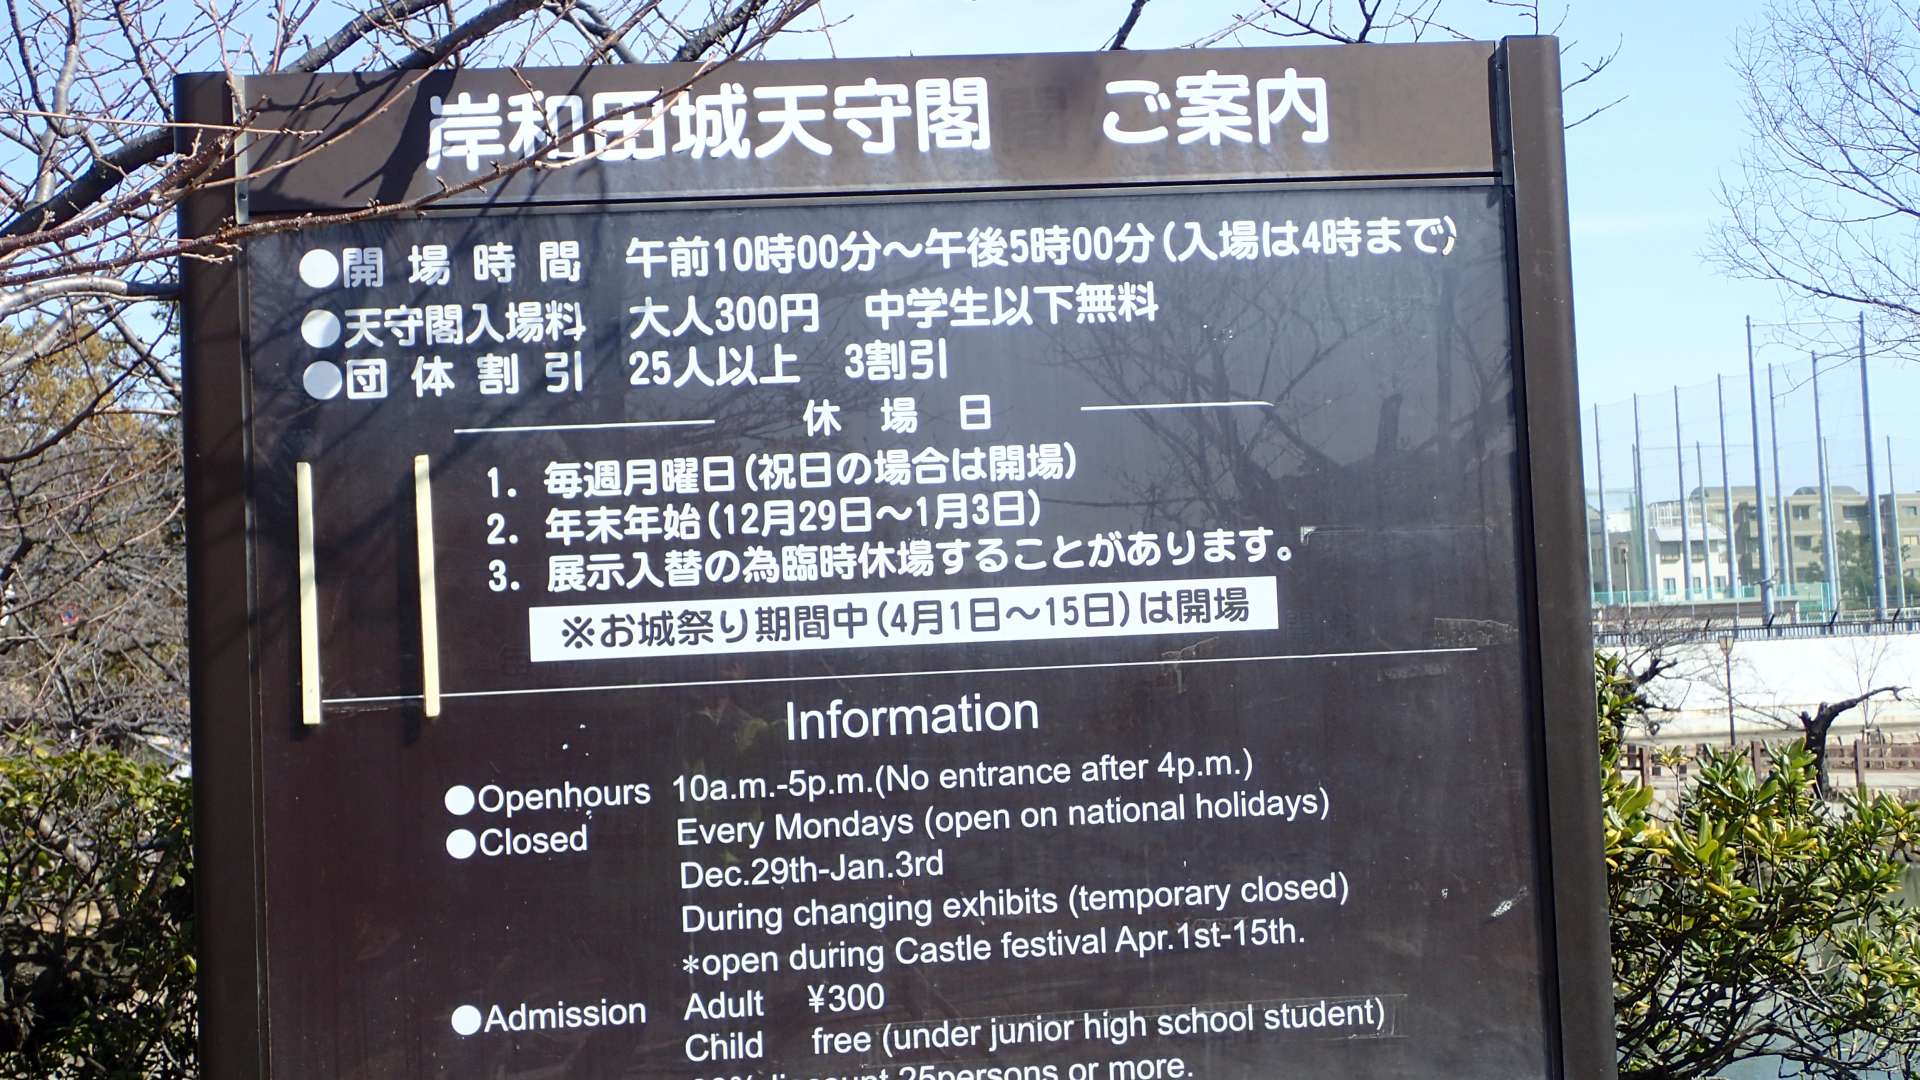 岸和田城天守閣 ご案内
●開場時間 午前10時00分～午後5時00分(入場は4時まで)
●天守閣入場料 大人300円 中学生以下無料
●団体割引 25人以上 3割引
休場日
1. 毎週月曜日(祝日の場合は開場)
2. 年末年始(12月29日～1月3日)
3. 展示入替の為臨時休場することがあります。
※お城祭り期間中(4月1日～15日)は開場
Information
●Openhours 10a.m.-5p.m.(No entrance after 4p.m.)
●Closed Every Mondays (open on national holidays)
Dec.29th-Jan.3rd
During changing exhibits (temporary closed)
*open during Castle festival Apr.1st-15th.
●Admission Adult ¥300
Child free (under junior high school student)
discount 25persons or more.